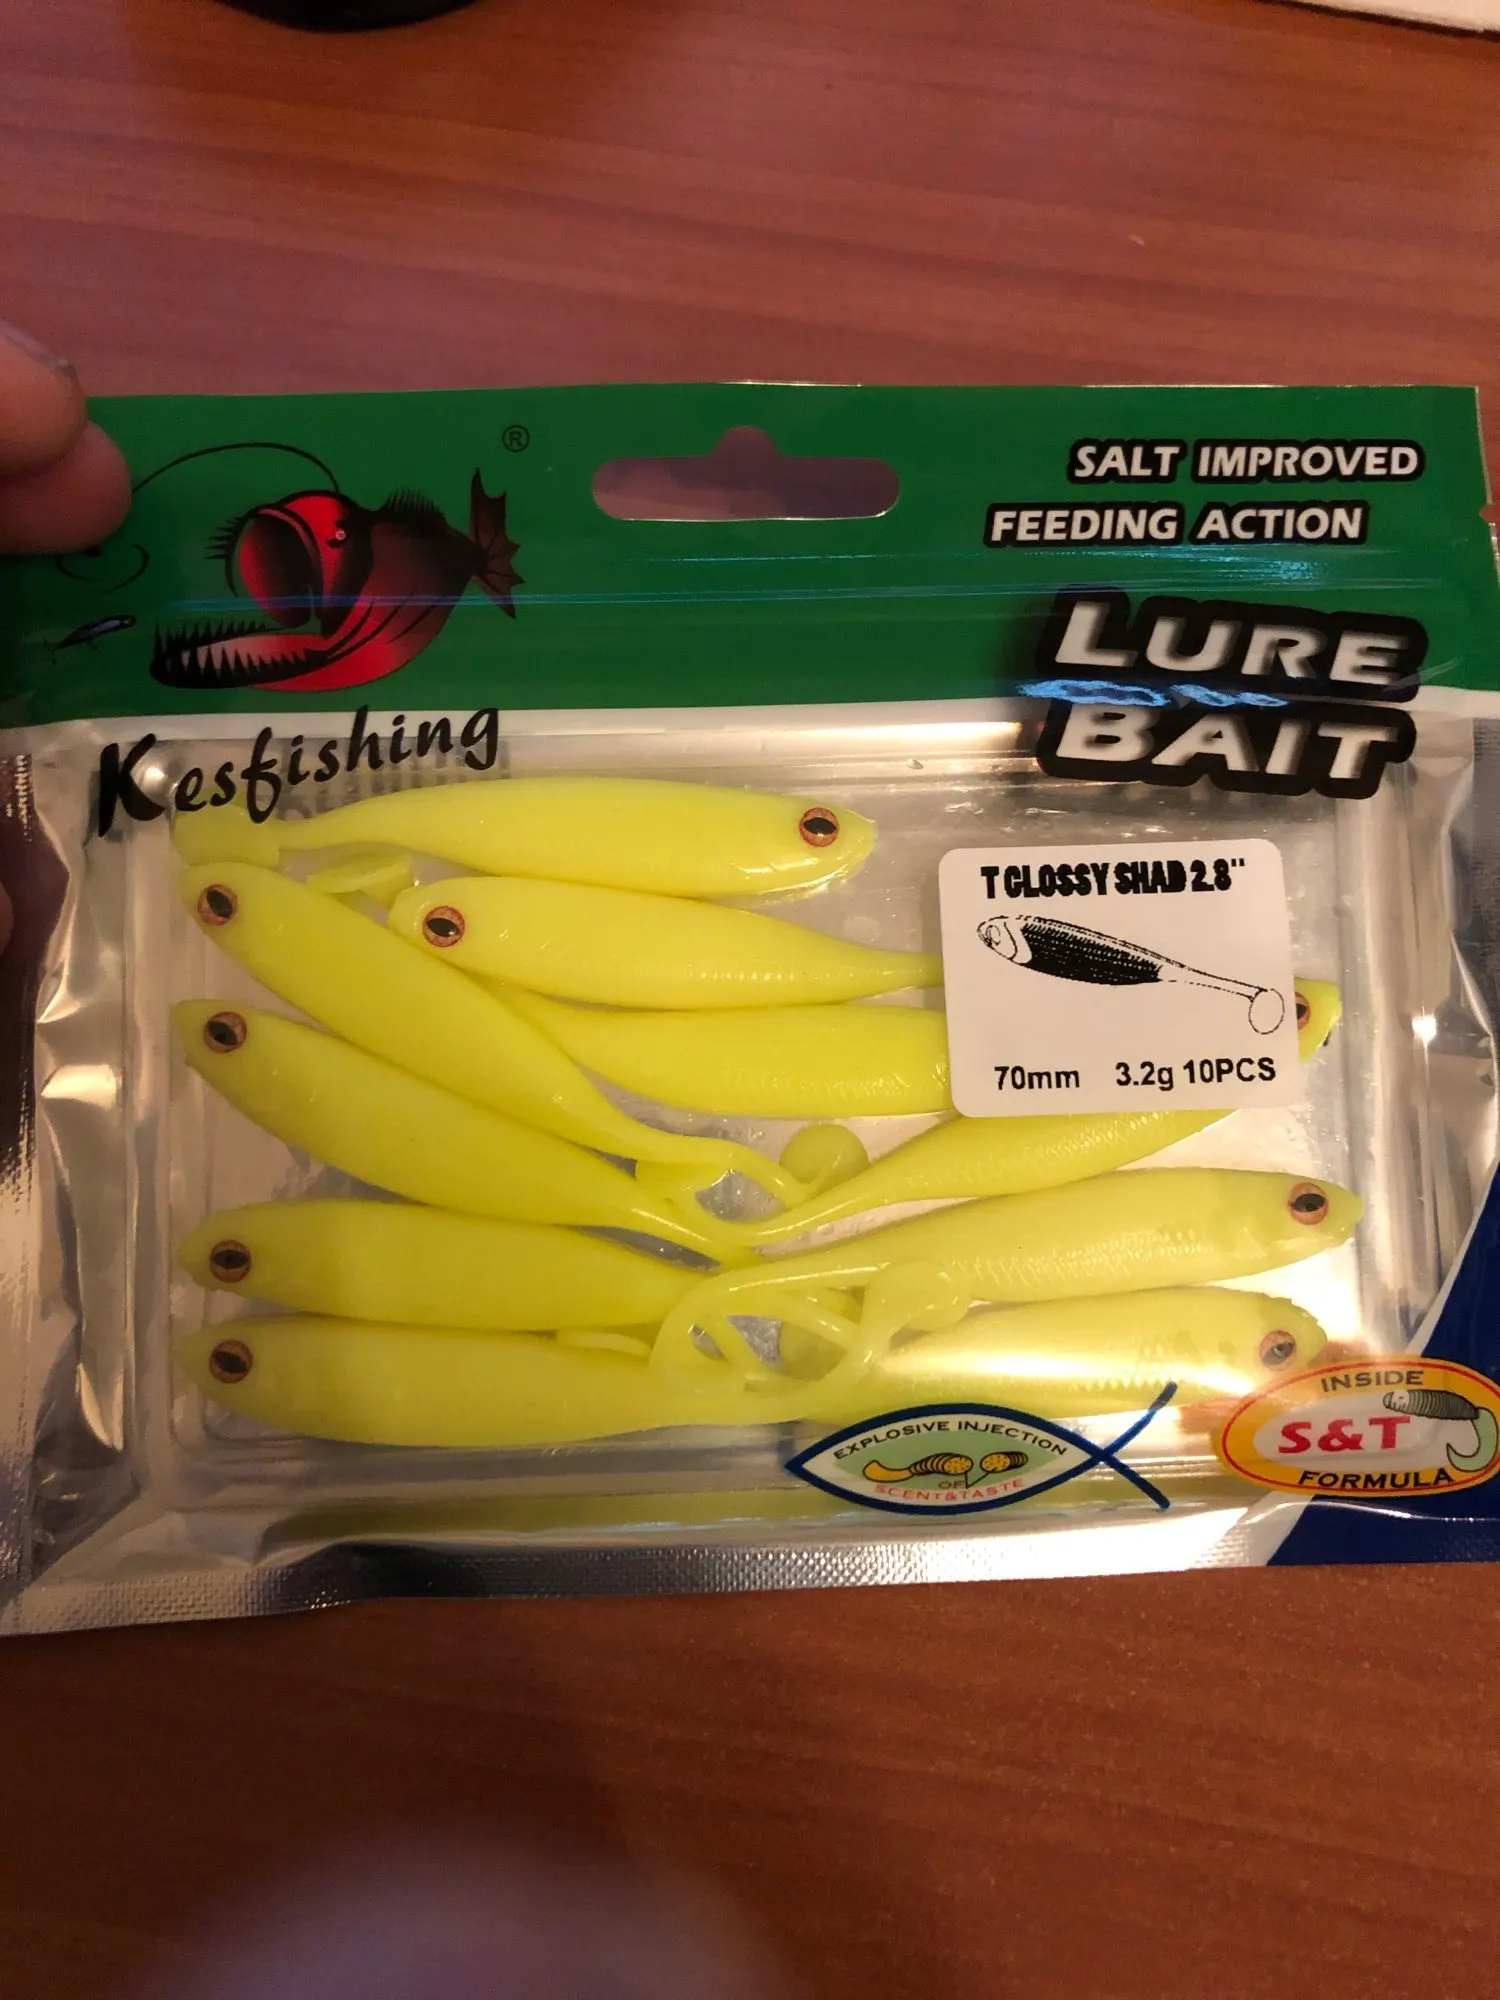 ®
SALT IMPROVED
FEEDING ACTION
LURE
BAIT
Kesfishing
T GLOSSY SHAD 2.8"
70mm 3.2g 10PCS
EXPLOSIVE INJECTION
OF
SCENT&TASTE
INSIDE
S&T
FORMULA